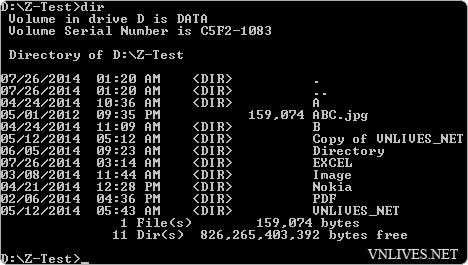 D:\Z-Test>dir
Volume in drive D is DATA
Volume Serial Number is C5F2-1083
Directory of D:\Z-Test
07/26/2014 01:20 AM <DIR> .
07/26/2014 01:20 AM <DIR> ..
04/24/2014 10:36 AM <DIR> A
05/01/2012 09:35 PM 159,074 ABC.jpg
04/24/2014 11:09 AM <DIR> B
05/12/2014 05:12 AM <DIR> Copy of VNLIVES_NET
06/05/2014 09:23 AM <DIR> Directory
07/26/2014 03:14 AM <DIR> EXCEL
03/08/2014 11:44 AM <DIR> Image
04/21/2014 12:28 PM <DIR> Nokia
02/06/2014 04:36 PM <DIR> PDF
05/12/2014 05:43 AM <DIR> VNLIVES_NET
1 File(s) 159,074 bytes
11 Dir(s) 826,265,403,392 bytes free
D:\Z-Test>_
VNLIVES.NET